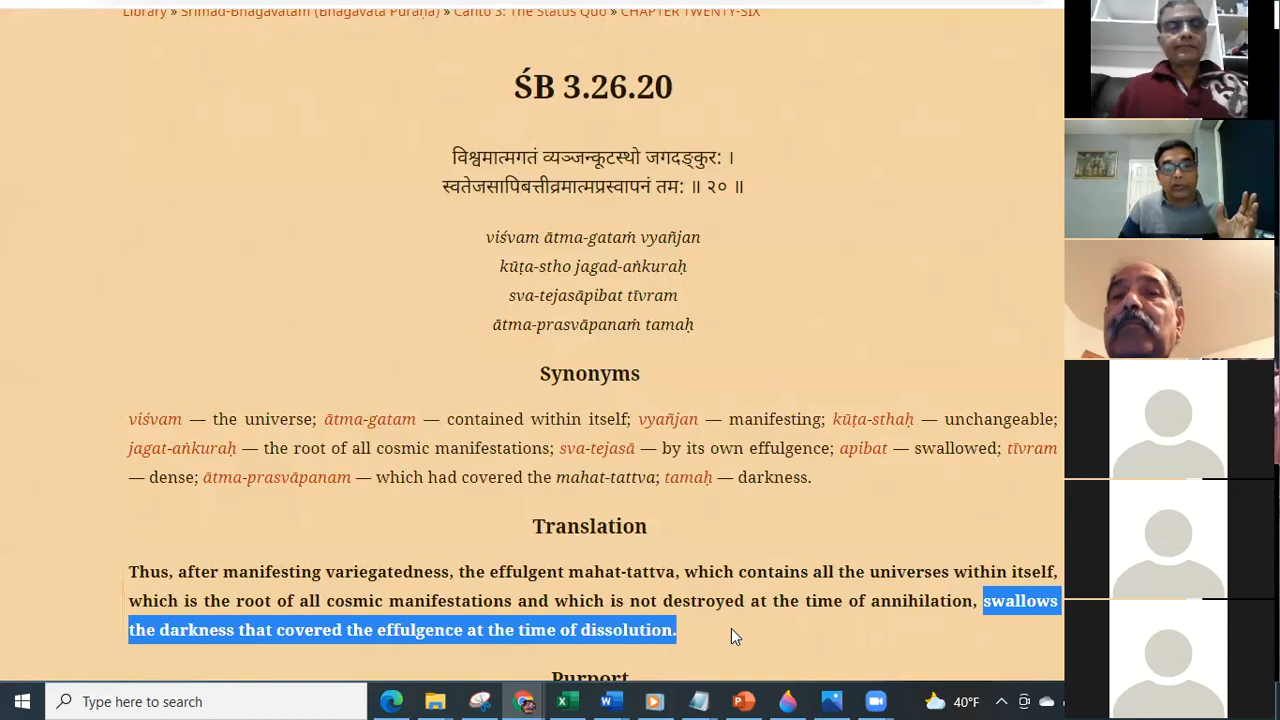 Library » Srimad-Bhagavatam (Bhagavata Purana) » Canto 3: The Status Quo » CHAPTER TWENTY-SIX
ŚB 3.26.20
विश्वमात्मगतं व्यञ्जन्कूटस्थो जगदङ्कुर: ।
स्वतेजसापिबत्तीव्रमात्मप्रस्वापनं तम: ॥ २० ॥
viśvam ātma-gataṁ vyañjan
kūṭa-stho jagad-aṅkuraḥ
sva-tejasāpibat tīvram
ātma-prasvāpanaṁ tamaḥ
Synonyms
viśvam — the universe; ātma-gatam — contained within itself; vyañjan — manifesting; kūṭa-sthaḥ — unchangeable;
jagat-aṅkuraḥ — the root of all cosmic manifestations; sva-tejasā — by its own effulgence; apibat — swallowed; tīvram
— dense; ātma-prasvāpanam — which had covered the mahat-tattva; tamaḥ — darkness.
Translation
Thus, after manifesting variegatedness, the effulgent mahat-tattva, which contains all the universes within itself,
which is the root of all cosmic manifestations and which is not destroyed at the time of annihilation, swallows
the darkness that covered the effulgence at the time of dissolution.
Purport
Type here to search
40°F